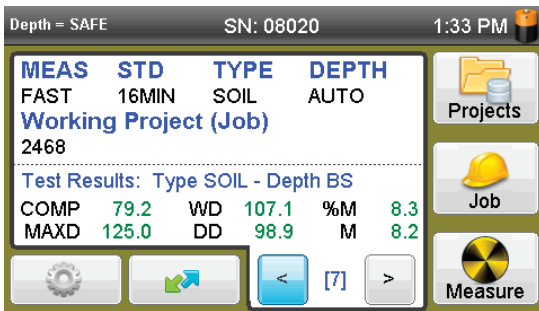 Depth = SAFE SN: 08020 1:33 PM
MEAS STD TYPE DEPTH
FAST 16MIN SOIL AUTO
Working Project (Job)
2468
Test Results: Type SOIL - Depth BS
COMP 79.2 WD 107.1 %M 8.3
MAXD 125.0 DD 98.9 M 8.2
< [7] >
Projects
Job
Measure